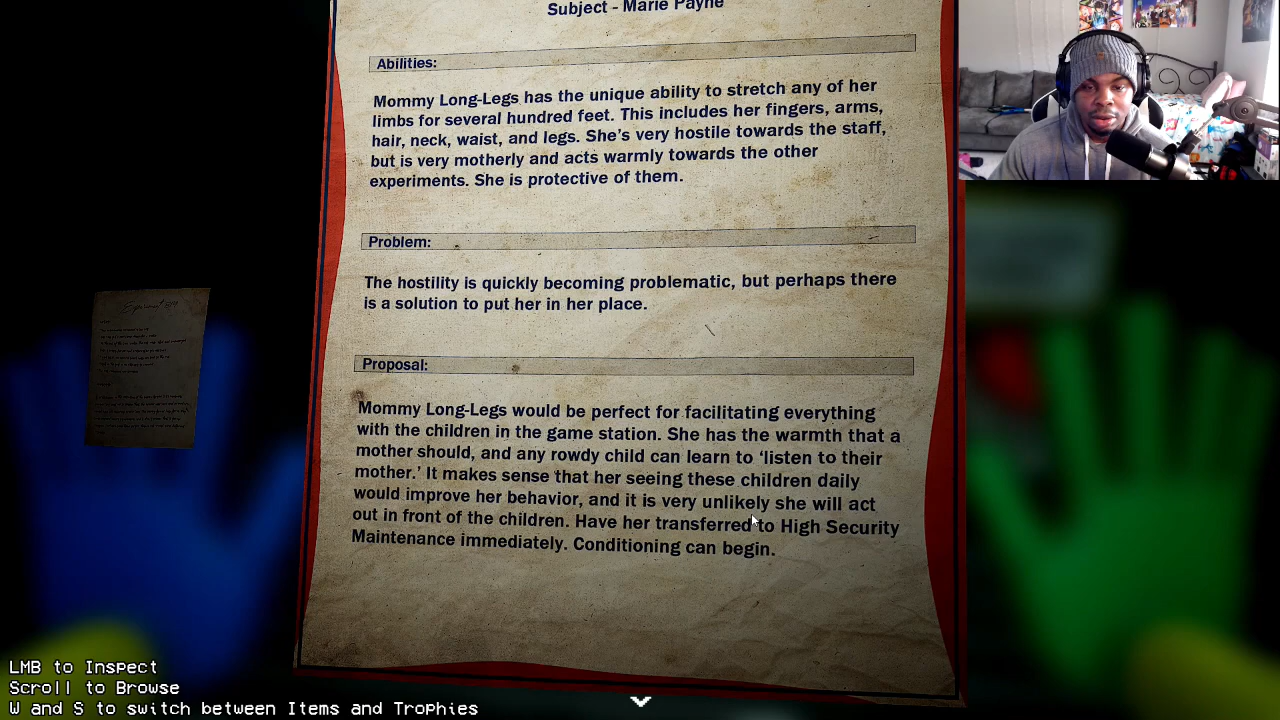 Subject - Marie Payne
Abilities:
Mommy Long-Legs has the unique ability to stretch any of her
limbs for several hundred feet. This includes her fingers, arms,
hair, neck, waist, and legs. She's very hostile towards the staff,
but is very motherly and acts warmly towards the other
experiments. She is protective of them.
Problem:
The hostility is quickly becoming problematic, but perhaps there
is a solution to put her in her place.
Proposal:
Mommy Long-Legs would be perfect for facilitating everything
with the children in the game station. She has the warmth that a
mother should, and any rowdy child can learn to ‘listen to their
mother.’ It makes sense that her seeing these children daily
would improve her behavior, and it is very unlikely she will act
out in front of the children. Have her transferred to High Security
Maintenance immediately. Conditioning can begin.
LMB to Inspect
Scroll to Browse
W and S to switch between Items and Trophies